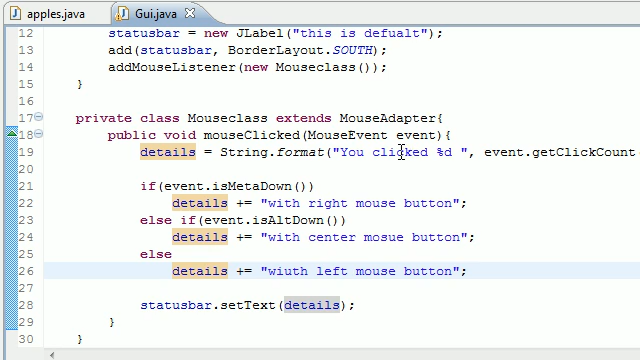 apples.java Gui.java
12 statusbar = new JLabel("this is defualt");
13 add(statusbar, BorderLayout.SOUTH);
14 addMouseListener(new Mouseclass());
15 }
16
17 private class Mouseclass extends MouseAdapter{
18 public void mouseClicked(MouseEvent event){
19 details = String.format("You clicked %d ", event.getClickCount
20
21 if(event.isMetaDown())
22 details += "with right mouse button";
23 else if(event.isAltDown())
24 details += "with center mosue button";
25 else
26 details += "wiuth left mouse button";
27
28 statusbar.setText(details);
29 }
30 }